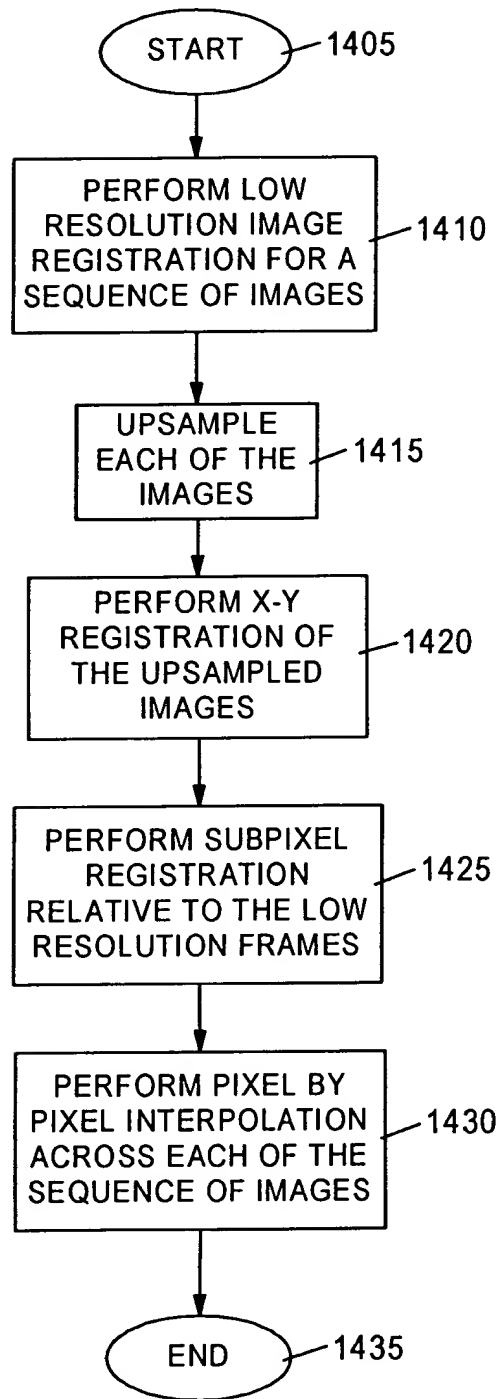 START
1405
PERFORM LOW
RESOLUTION IMAGE
REGISTRATION FOR A
SEQUENCE OF IMAGES
1410
UPSAMPLE
EACH OF THE
IMAGES
1415
PERFORM X-Y
REGISTRATION OF
THE UPSAMPLED
IMAGES
1420
PERFORM SUBPIXEL
REGISTRATION
RELATIVE TO THE LOW
RESOLUTION FRAMES
1425
PERFORM PIXEL BY
PIXEL INTERPOLATION
ACROSS EACH OF THE
SEQUENCE OF IMAGES
1430
END
1435